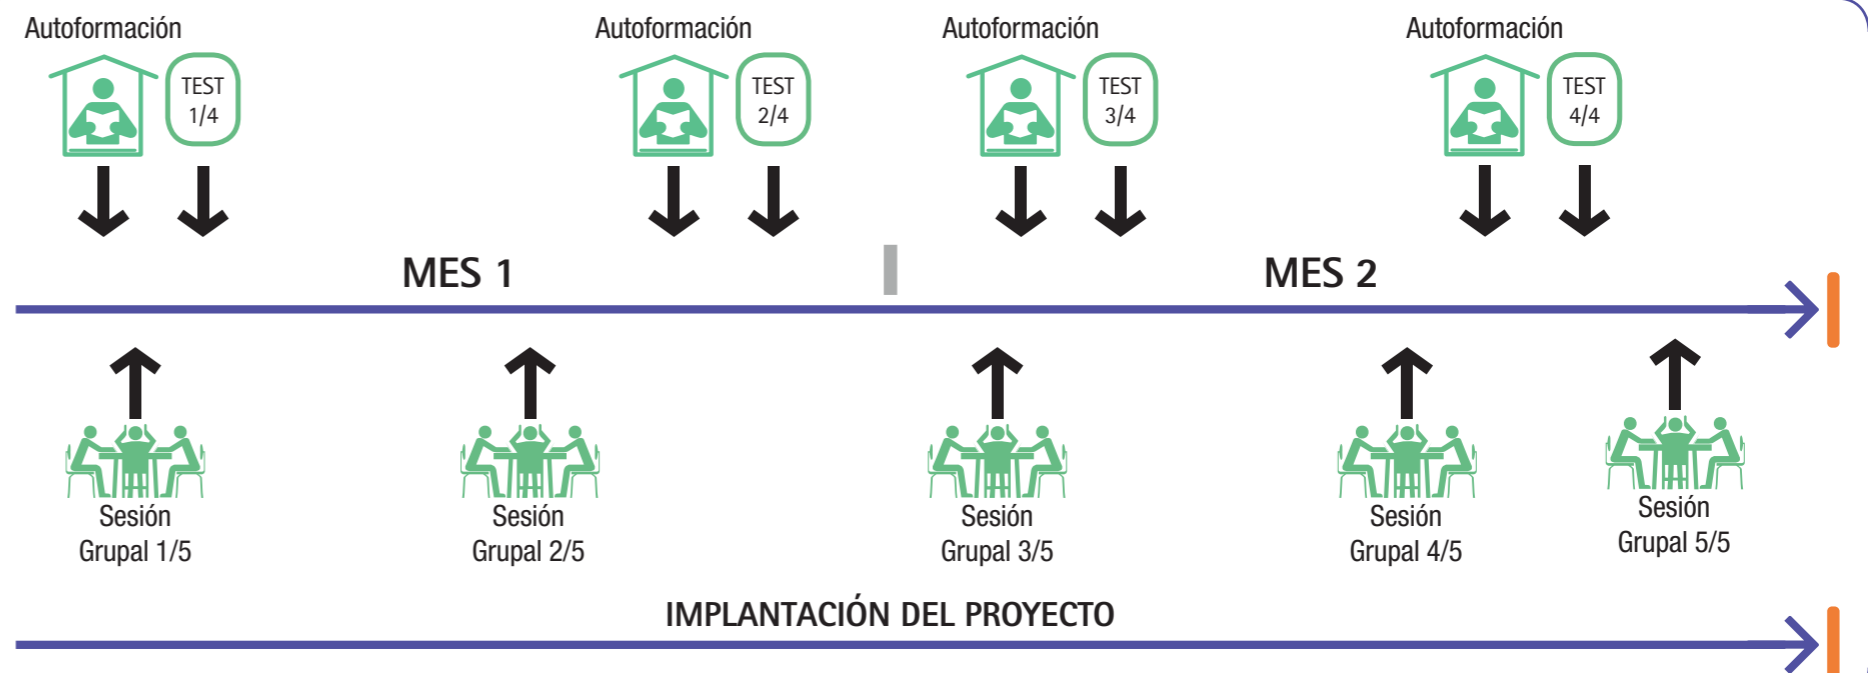 Autoformación
TEST
1/4
Autoformación
TEST
2/4
Autoformación
TEST
3/4
Autoformación
TEST
4/4
MES 1
MES 2
Sesión
Grupal 1/5
Sesión
Grupal 2/5
Sesión
Grupal 3/5
Sesión
Grupal 4/5
Sesión
Grupal 5/5
IMPLANTACIÓN DEL PROYECTO